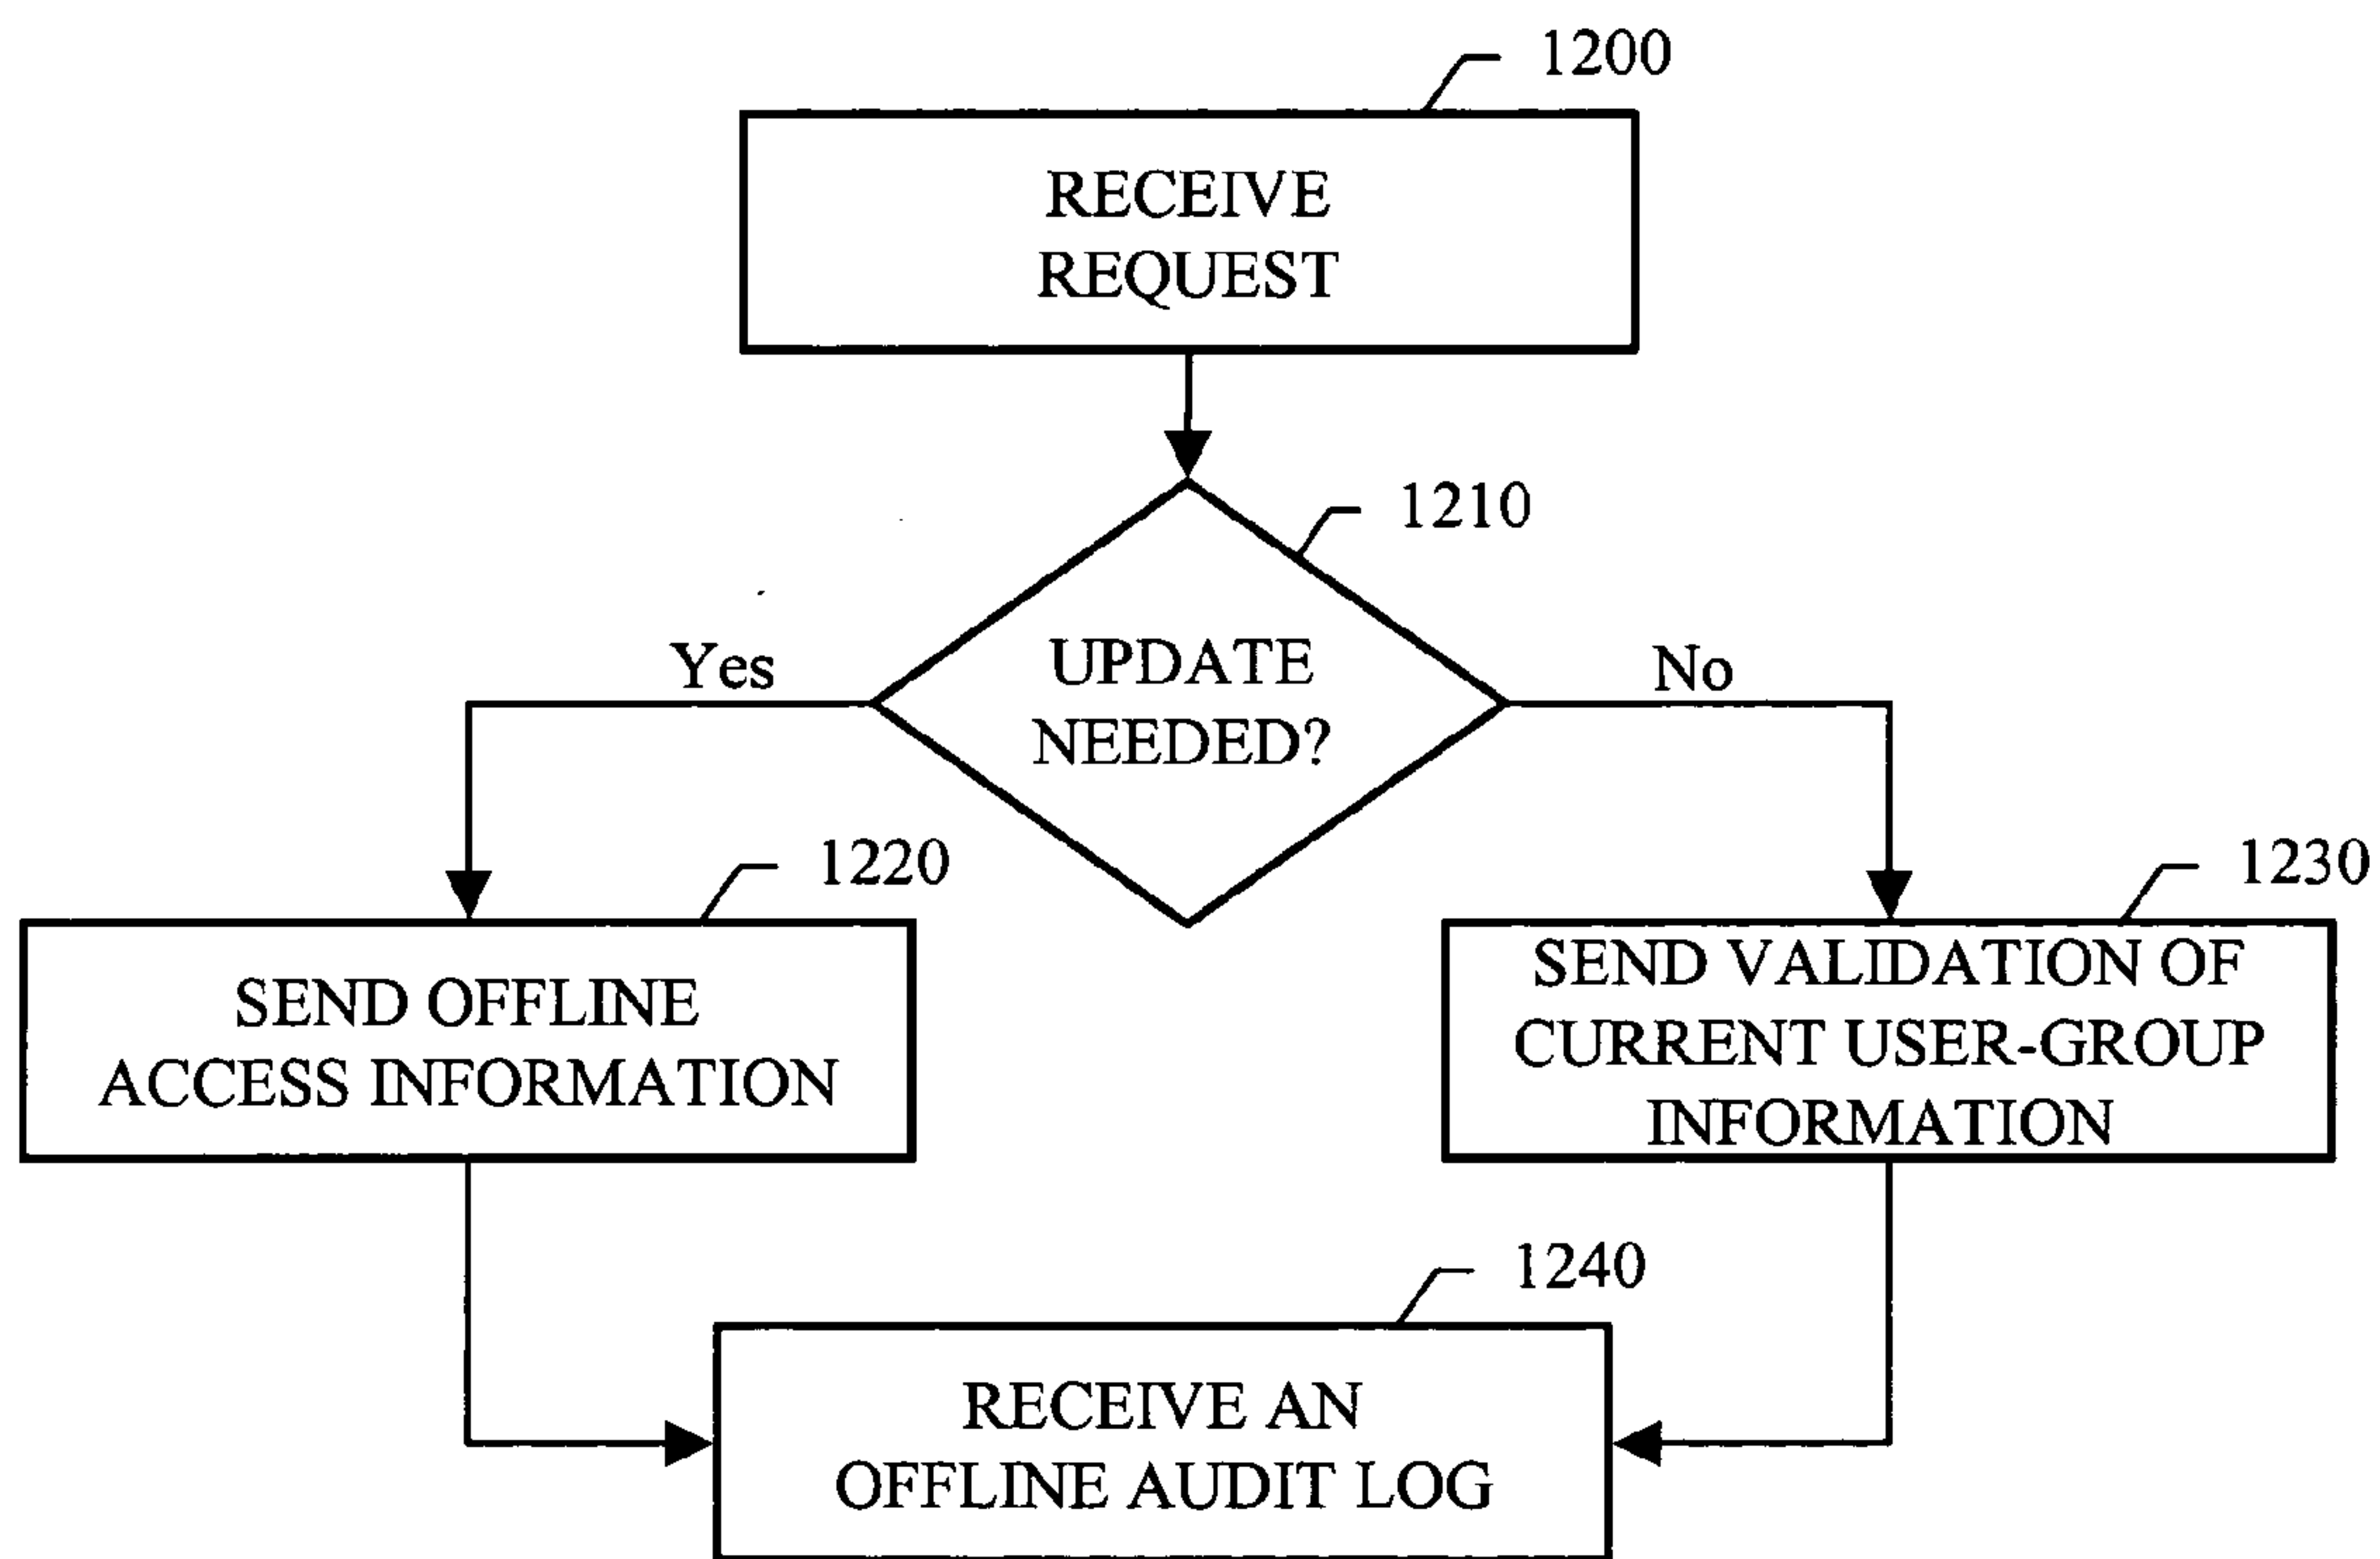 1200
RECEIVE
REQUEST
1210
UPDATE
NEEDED?
Yes
No
1220
SEND OFFLINE
ACCESS INFORMATION
1230
SEND VALIDATION OF
CURRENT USER-GROUP
INFORMATION
1240
RECEIVE AN
OFFLINE AUDIT LOG